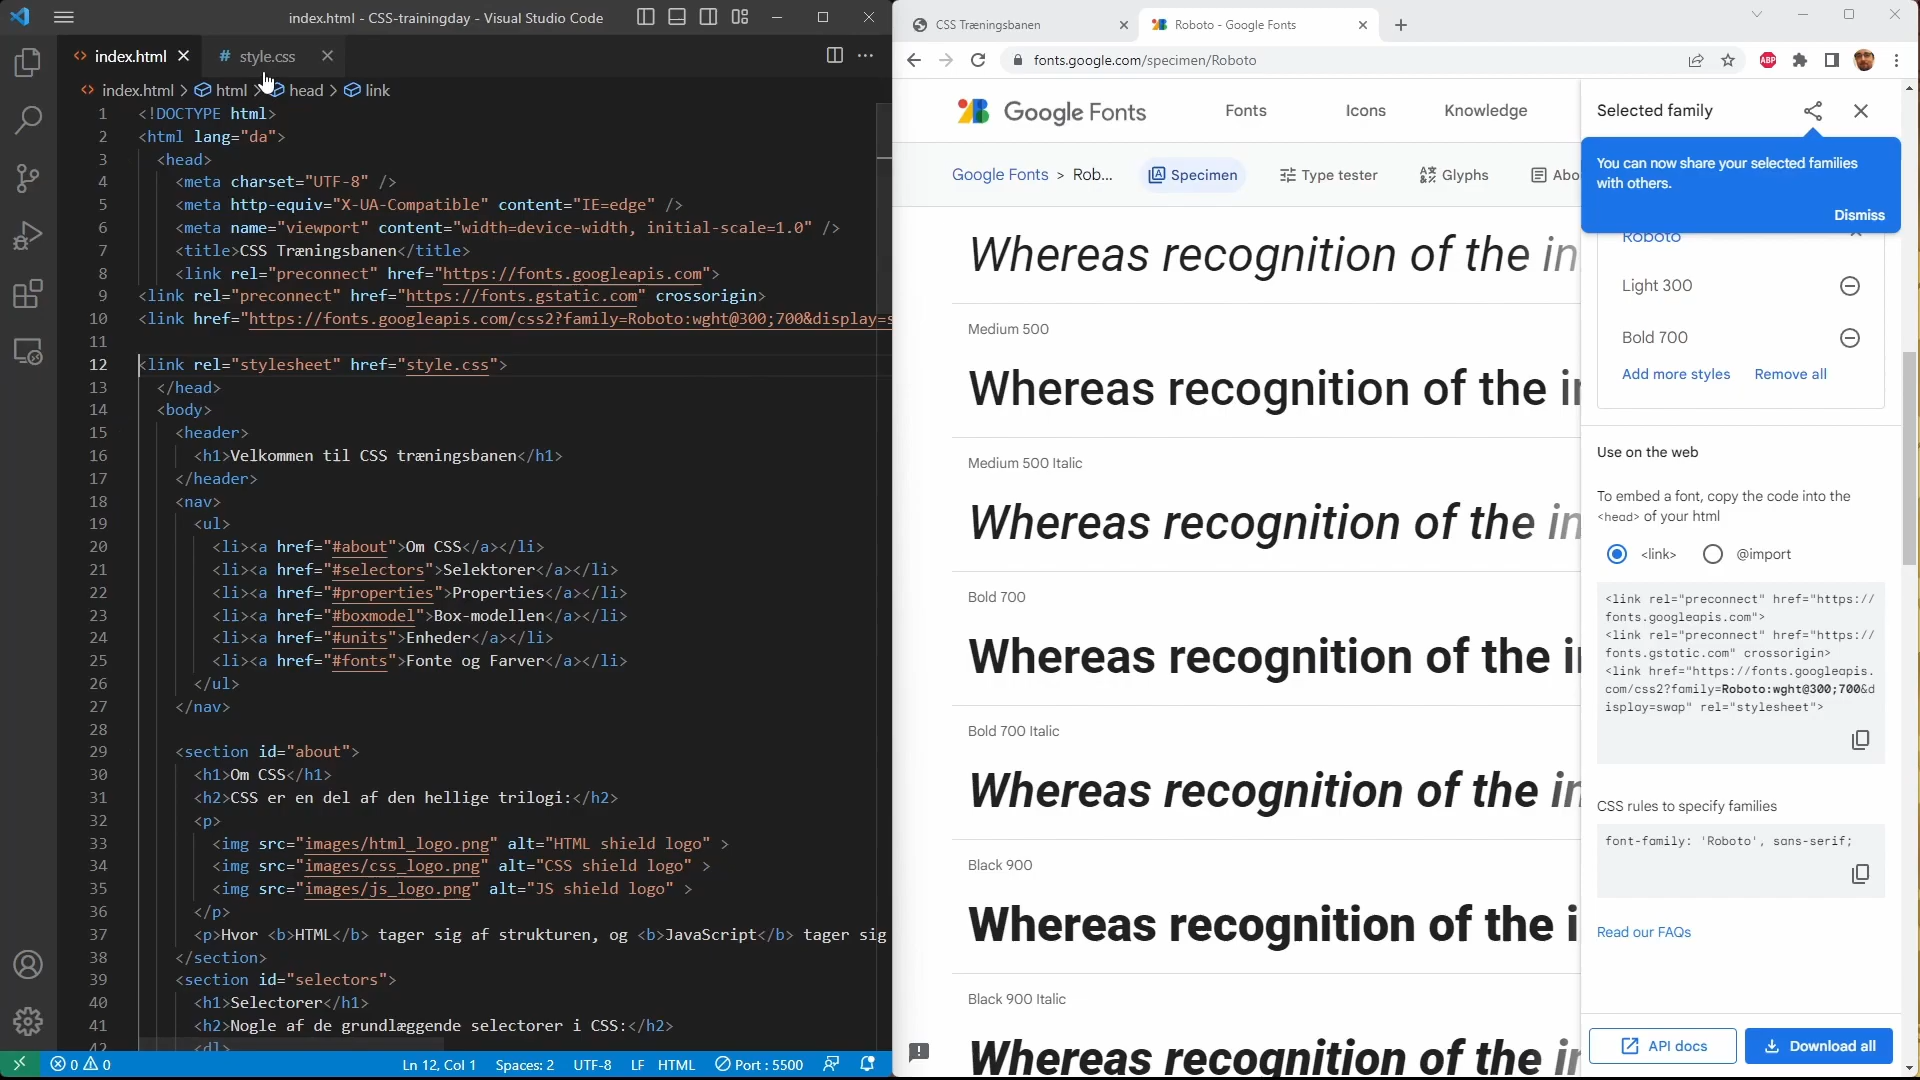 index.html - CSS-trainingday - Visual Studio Code
index.html
# style.css
index.html > html > head > link
1 <!DOCTYPE html>
2 <html lang="da">
3 <head>
4 <meta charset="UTF-8" />
5 <meta http-equiv="X-UA-Compatible" content="IE=edge" />
6 <meta name="viewport" content="width=device-width, initial-scale=1.0" />
7 <title>CSS Træningsbanen</title>
8 <link rel="preconnect" href="https://fonts.googleapis.com">
9 <link rel="preconnect" href="https://fonts.gstatic.com" crossorigin>
10 <link href="https://fonts.googleapis.com/css2?family=Roboto:wght@300;700&display=s
11
12 <link rel="stylesheet" href="style.css">
13 </head>
14 <body>
15 <header>
16 <h1>Velkommen til CSS træningsbanen</h1>
17 </header>
18 <nav>
19 <ul>
20 <li><a href="#about">Om CSS</a></li>
21 <li><a href="#selectors">Selektorer</a></li>
22 <li><a href="#properties">Properties</a></li>
23 <li><a href="#boxmodel">Box-modellen</a></li>
24 <li><a href="#units">Enheder</a></li>
25 <li><a href="#fonts">Fonte og Farver</a></li>
26 </ul>
27 </nav>
28
29 <section id="about">
30 <h1>Om CSS</h1>
31 <h2>CSS er en del af den hellige trilogi:</h2>
32 <p>
33 <img src="images/html_logo.png" alt="HTML shield logo" >
34 <img src="images/css_logo.png" alt="CSS shield logo" >
35 <img src="images/js_logo.png" alt="JS shield logo" >
36 </p>
37 <p>Hvor <b>HTML</b> tager sig af strukturen, og <b>JavaScript</b> tager sig
38 </section>
39 <section id="selectors">
40 <h1>Selectorer</h1>
41 <h2>Nogle af de grundlæggende selectorer i CSS:</h2>
42 <dl>
0 0
Ln 12, Col 1
Spaces: 2
UTF-8
LF
HTML
Port : 5500
CSS Træningsbanen
Roboto - Google Fonts
fonts.google.com/specimen/Roboto
ABP
Google Fonts
Fonts
Icons
Knowledge
Google Fonts > Rob...
Specimen
Type tester
Glyphs
Abo
Whereas recognition of the in
Medium 500
Whereas recognition of the i
Medium 500 Italic
Whereas recognition of the in
Bold 700
Whereas recognition of the i
Bold 700 Italic
Whereas recognition of the in
Black 900
Whereas recognition of the i
Black 900 Italic
Whereas recognition of the in
Selected family
You can now share your selected families
with others.
Dismiss
Roboto
Light 300
Bold 700
Add more styles
Remove all
Use on the web
To embed a font, copy the code into the
<head> of your html
<link>
@import
<link rel="preconnect" href="https://
fonts.googleapis.com">
<link rel="preconnect" href="https://
fonts.gstatic.com" crossorigin>
<link href="https://fonts.googleapis.
com/css2?family=Roboto:wght@300;700&d
isplay=swap" rel="stylesheet">
CSS rules to specify families
font-family: 'Roboto', sans-serif;
Read our FAQs
API docs
Download all